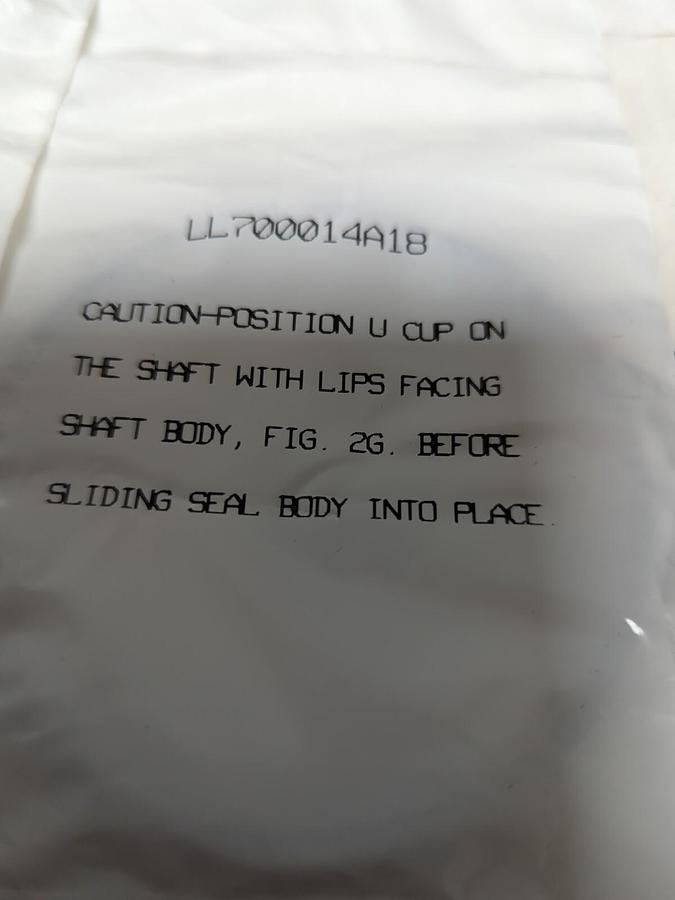 LL700014A18
CAUTION-POSITION U CUP ON
THE SHAFT WITH LIPS FACING
SHAFT BODY, FIG. 2G. BEFORE
SLIDING SEAL BODY INTO PLACE.